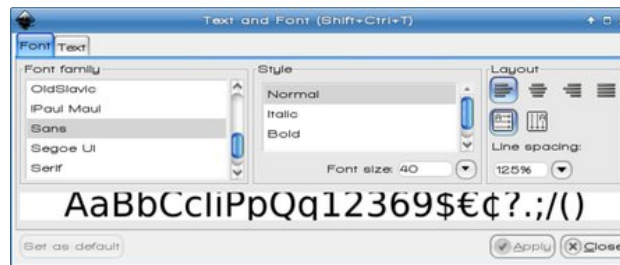 Text and Font (Shift+Ctrl+T)
Font Text
Font family
OldSlavic
IPaul Maul
Sans
Segoe UI
Serif
Style
Normal
Italic
Bold
Font size: 40
Layout
Line spacing:
125%
AaBbCcIiPpQq12369$€¢?.;/()
Set as default
Apply
Close